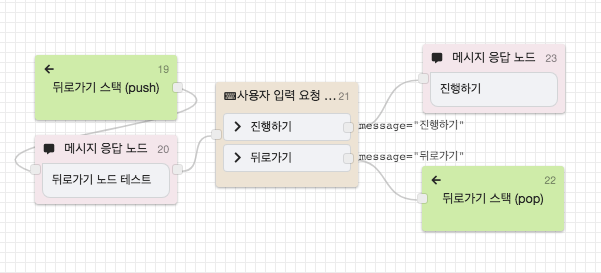 19
뒤로가기 스택 (push)
메시지 응답 노드 20
뒤로가기 노드 테스트
사용자 입력 요청 ... 21
진행하기
뒤로가기
message="진행하기"
message="뒤로가기"
메시지 응답 노드 23
진행하기
22
뒤로가기 스택 (pop)